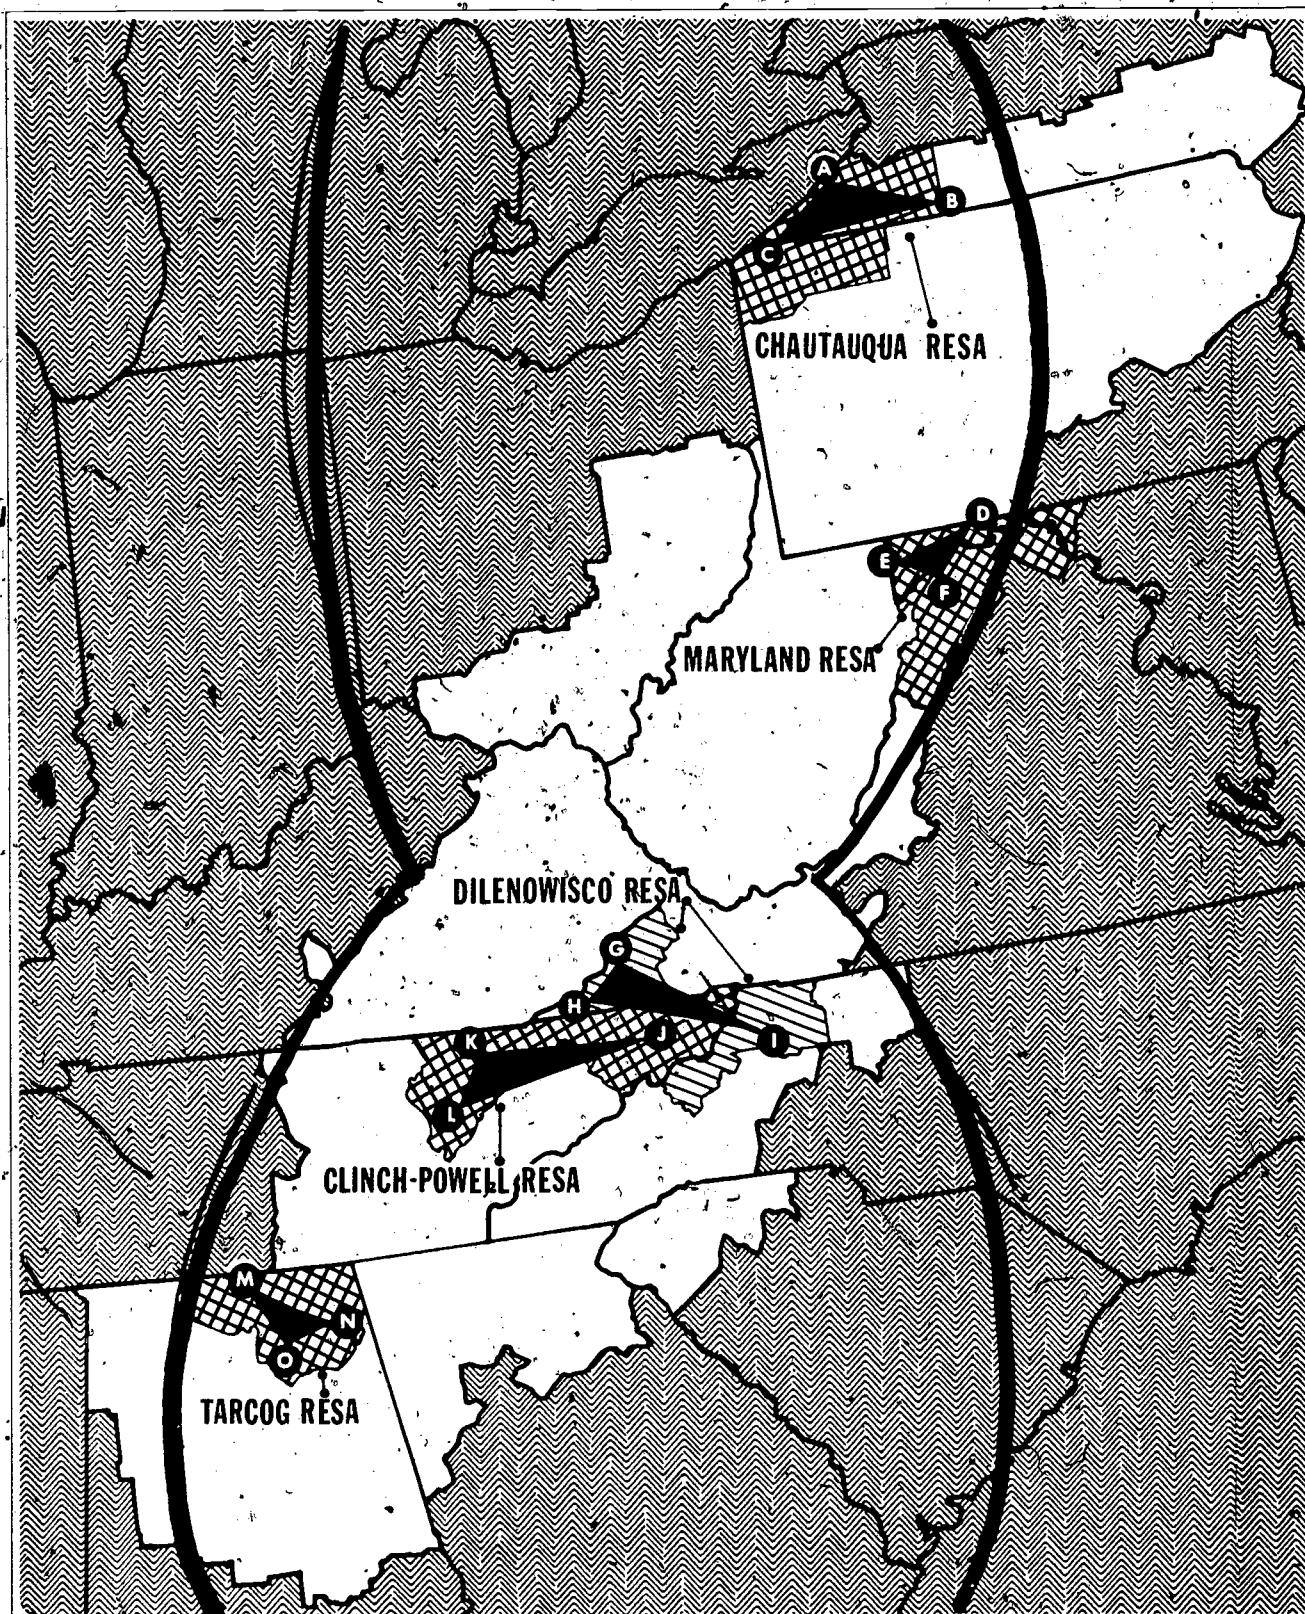 A
B
C
CHAUTAUQUA RESA
D
E
F
MARYLAND RESA
DILENOWISCO RESA
G
H
I
J
K
L
CLINCH-POWELL RESA
M
N
O
TARCOG RESA